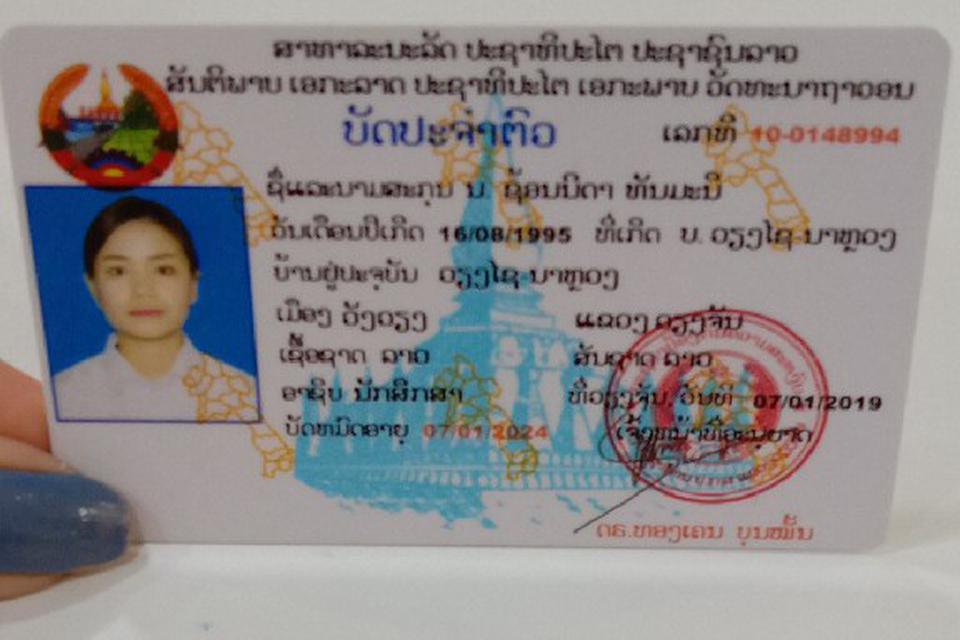 ສາທາລະນະລັດ ປະຊາທິປະໄຕ ປະຊາຊົນລາວ
ສັນຕິພາບ ເອກະລາດ ປະຊາທິປະໄຕ ເອກະພາບ ວັດທະນາຖາວອນ
ບັດປະຈຳຕົວ
ເລກທີ 10-0148994
ຊື່ແລະນາມສະກຸນ ນ. ຊ້ອນນິດາ ທັນມະນີ
ວັນເດືອນປີເກີດ 16/08/1995 ທີ່ເກີດ ບ. ວຽງໄຊ ນາຫຼວງ
ບ້ານຢູ່ປະຈຸບັນ ວຽງໄຊ ນາຫຼວງ
ເມືອງ ວັງວຽງ ແຂວງ ວຽງຈັນ
ເຊື້ອຊາດ ລາວ ສັນຊາດ ລາວ
ອາຊິບ ນັກສຶກສາ ທີ່ວຽງຈັນ, ວັນທີ 07/01/2019
ບັດຫມົດອາຍຸ 07/01/2024 ເຈົ້າໜ້າທີ່ອະນຸຍາດ
ດຣ.ທອງເຄນ ບຸນໝັ້ນ